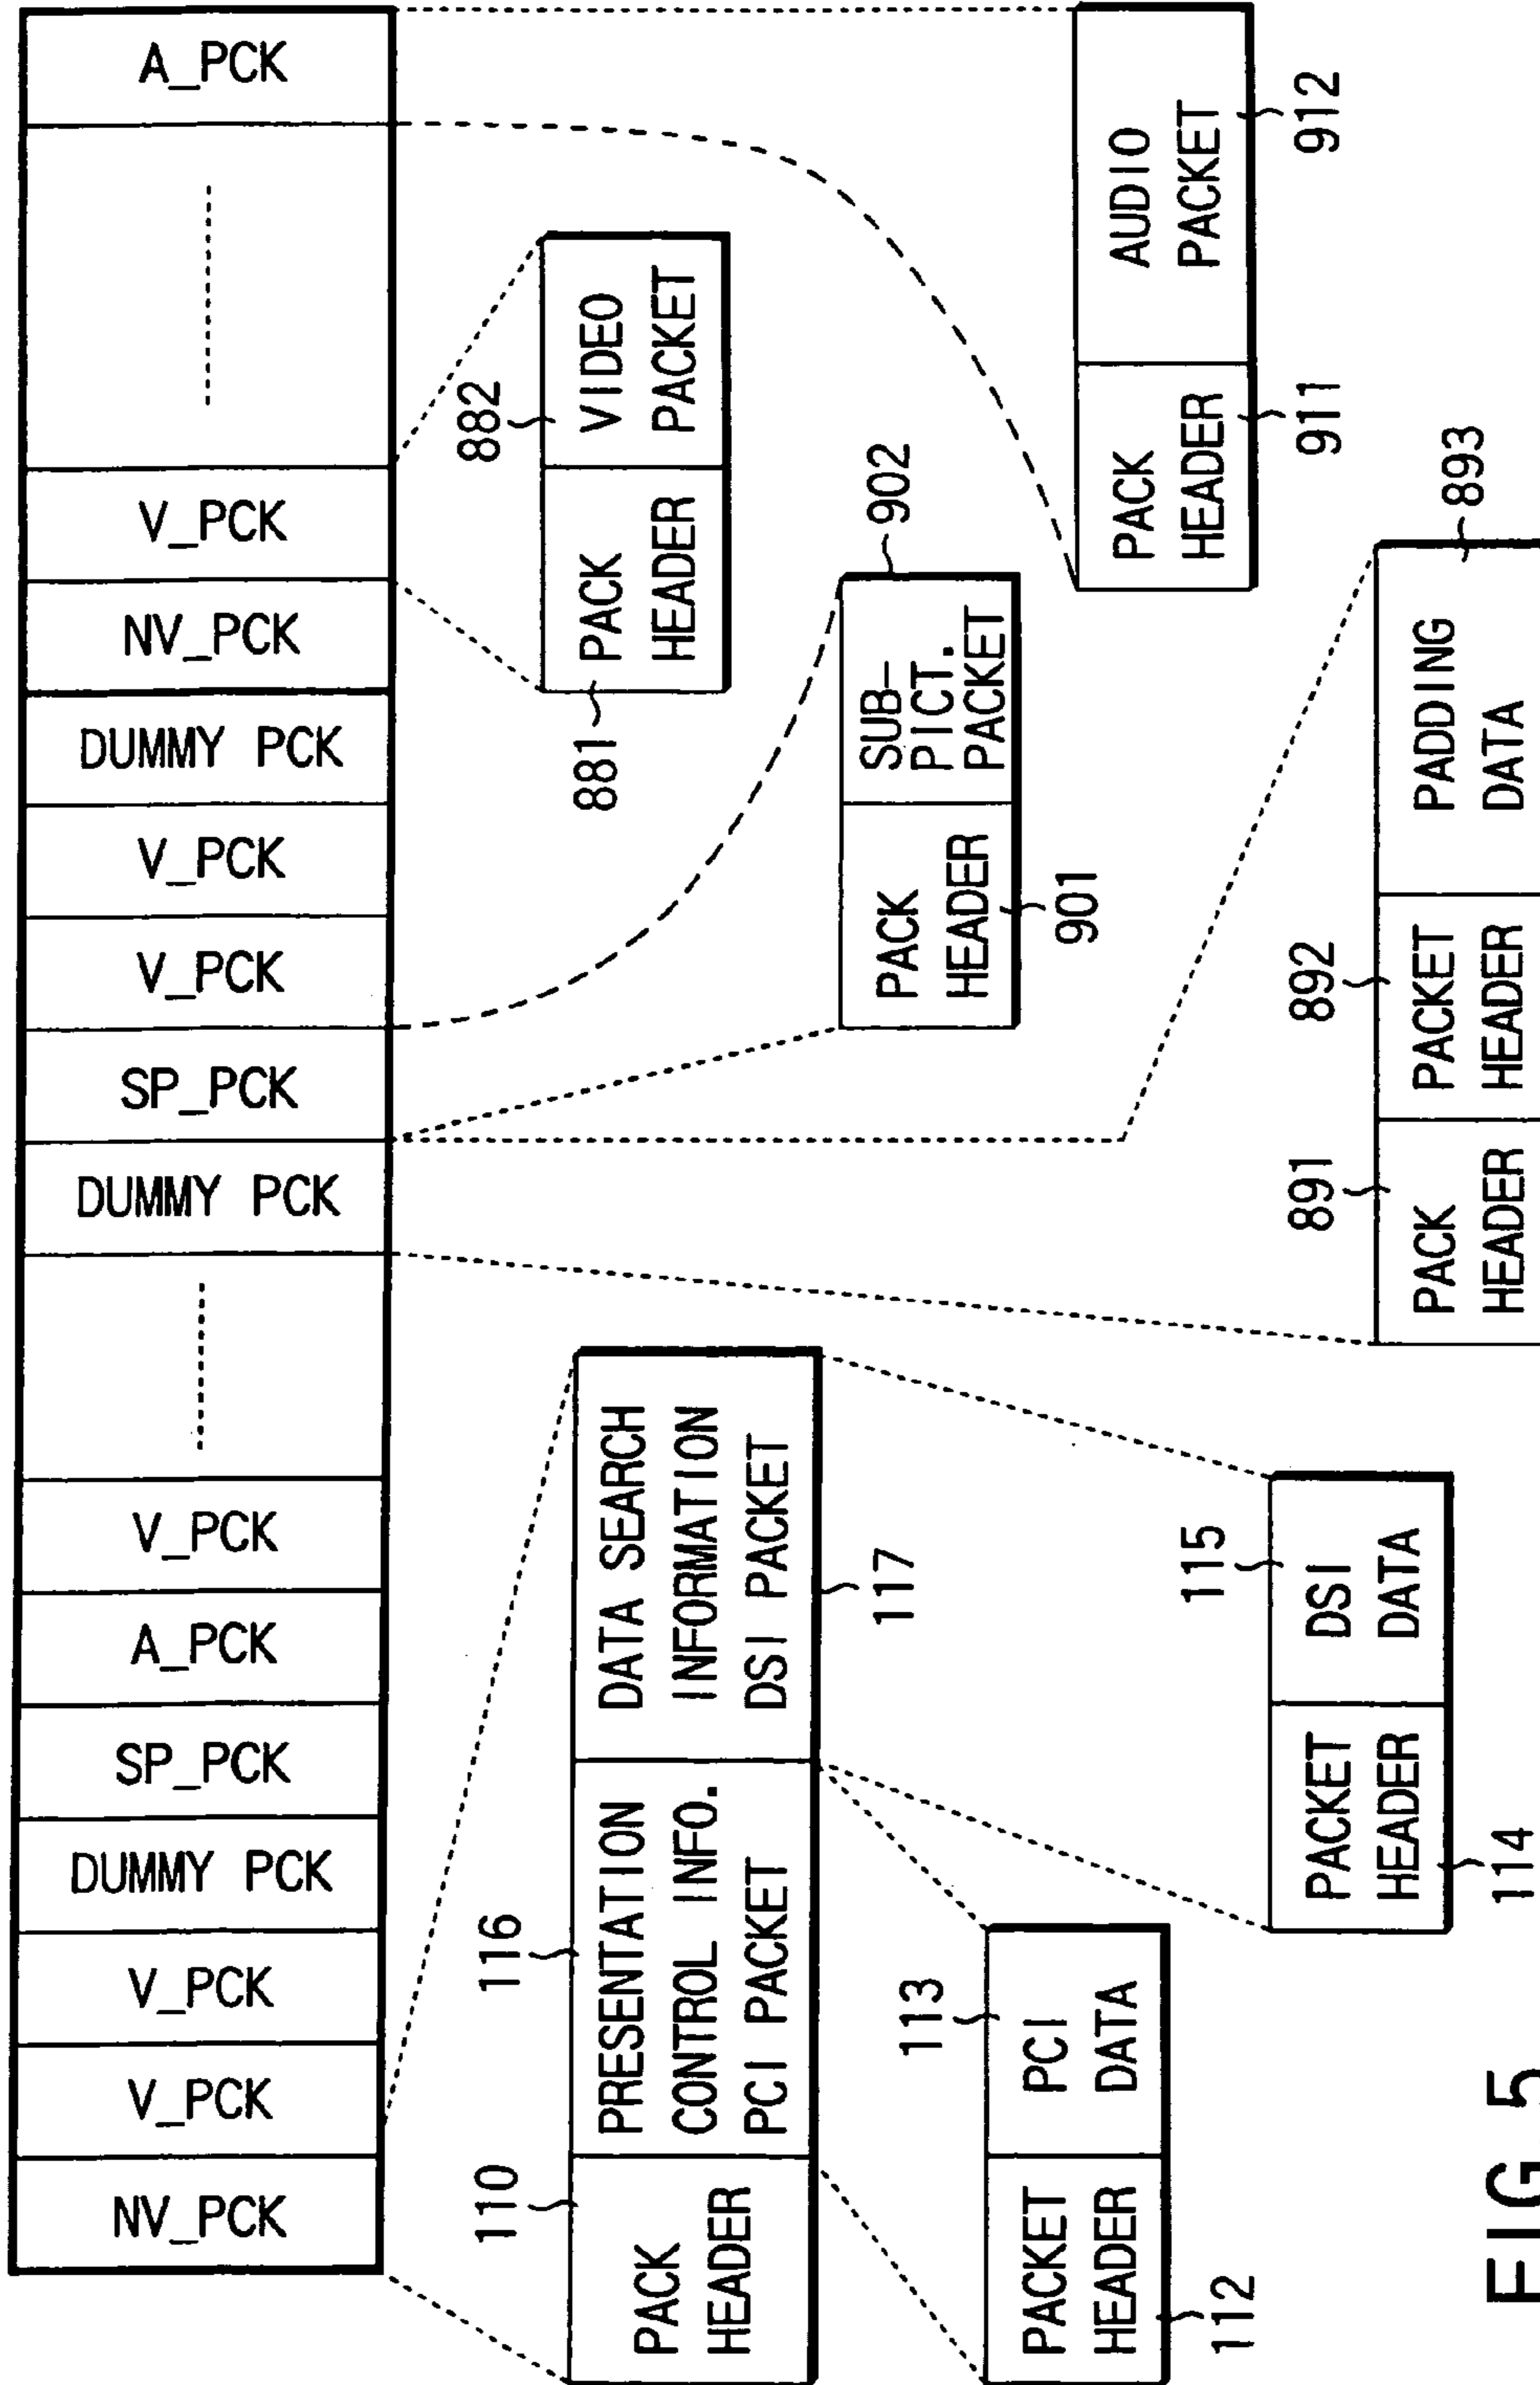 NV_PCK
V_PCK
V_PCK
DUMMY PCK
SP_PCK
A_PCK
V_PCK
DUMMY PCK
SP_PCK
V_PCK
V_PCK
DUMMY PCK
NV_PCK
V_PCK
A_PCK
110
PACK
HEADER
116
PRESENTATION
CONTROL INFO.
PCI PACKET
DATA SEARCH
INFORMATION
DSI PACKET
117
881
PACK
HEADER
882
VIDEO
PACKET
PACK
HEADER
901
SUB-
PICT.
PACKET
902
PACKET
HEADER
112
113
PCI
DATA
PACKET
HEADER
114
115
DSI
DATA
891
PACK
HEADER
892
PACKET
HEADER
PADDING
DATA
893
PACK
HEADER
911
AUDIO
PACKET
912
FIG. 5